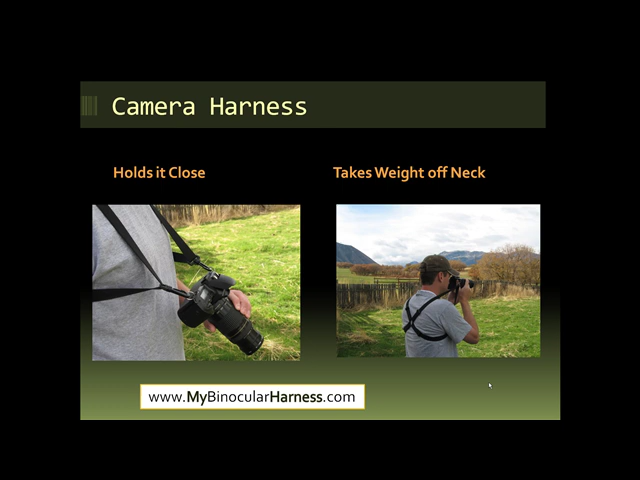 Camera Harness
Holds it Close
Takes Weight off Neck
www.MyBinocularHarness.com